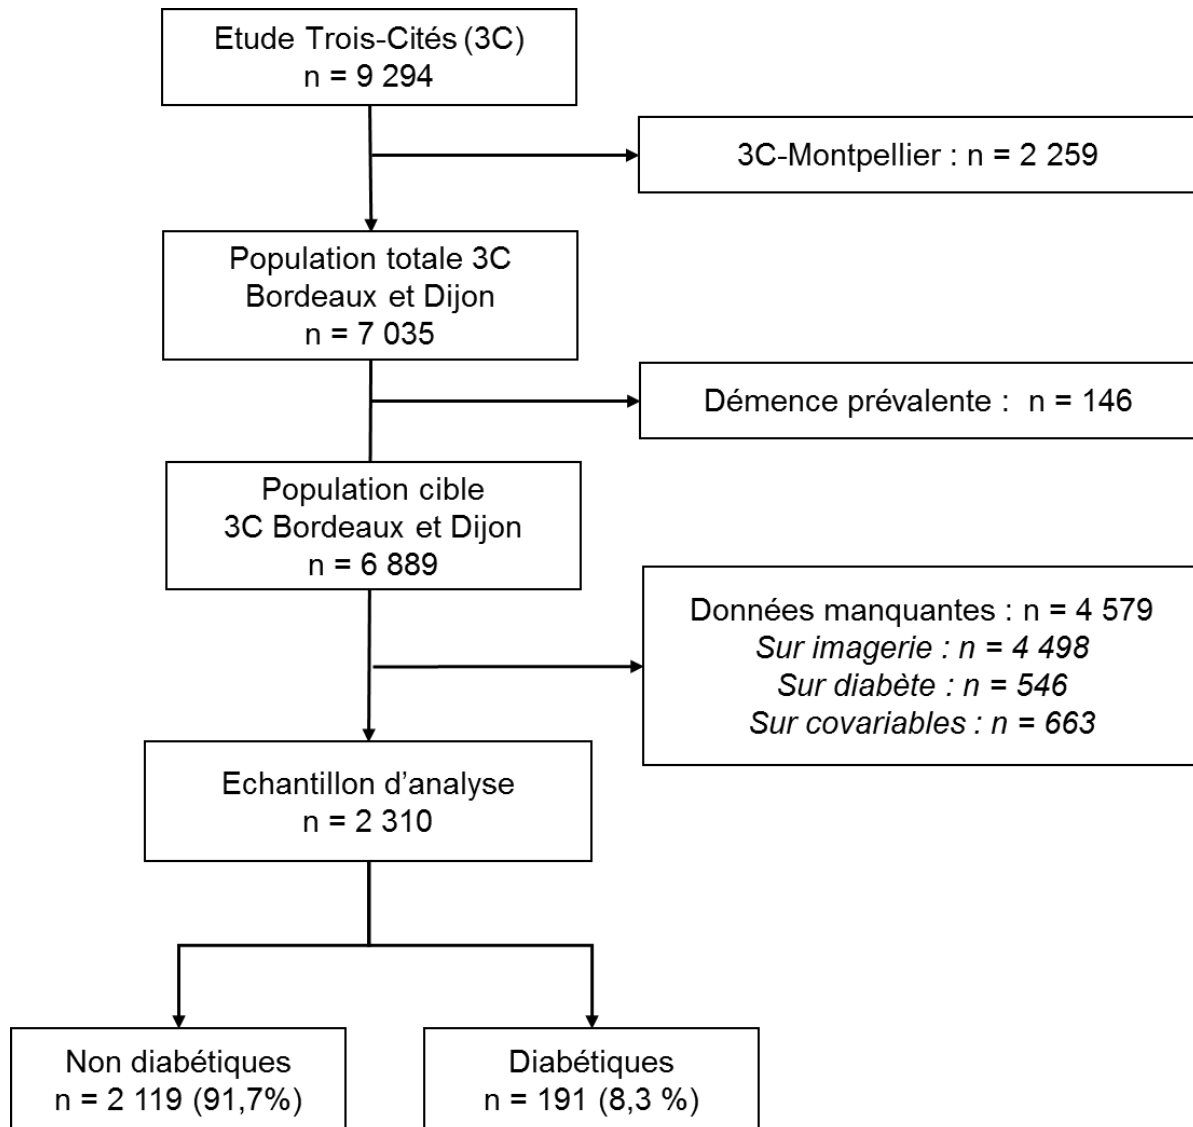 Etude Trois-Cités (3C)
n = 9 294
3C-Montpellier : n = 2 259
Population totale 3C
Bordeaux et Dijon
n = 7 035
Démence prévalente :  n = 146
Population cible
3C Bordeaux et Dijon
n = 6 889
Données manquantes : n = 4 579
Sur imagerie : n = 4 498
Sur diabète : n = 546
Sur covariables : n = 663
Echantillon d’analyse
n = 2 310
Non diabétiques
n = 2 119 (91,7%)
Diabétiques
n = 191 (8,3 %)